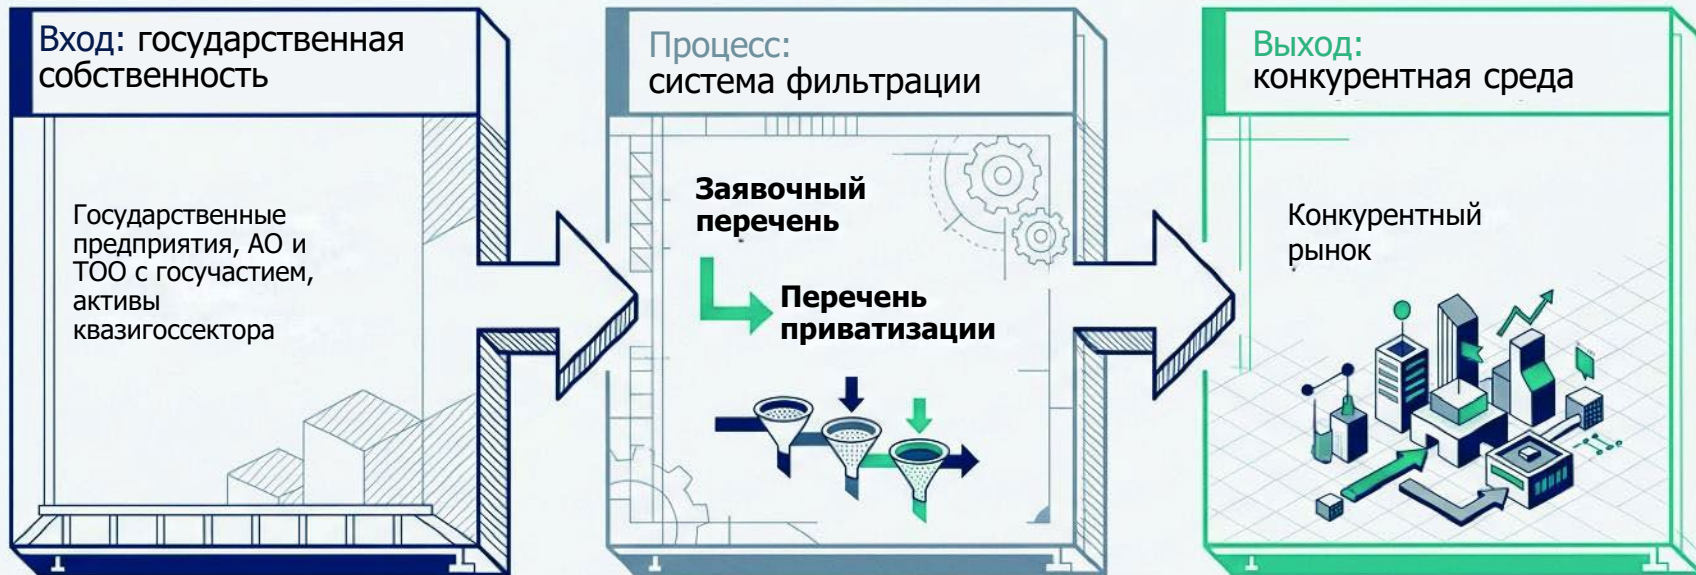 Вход: государственная
собственность
Государственные
предприятия, АО и
ТОО с госучастием,
активы
квазигоссектора
Процесс:
система фильтрации
Заявочный
перечень
Перечень
приватизации
Выход:
конкурентная среда
Конкурентный
рынок